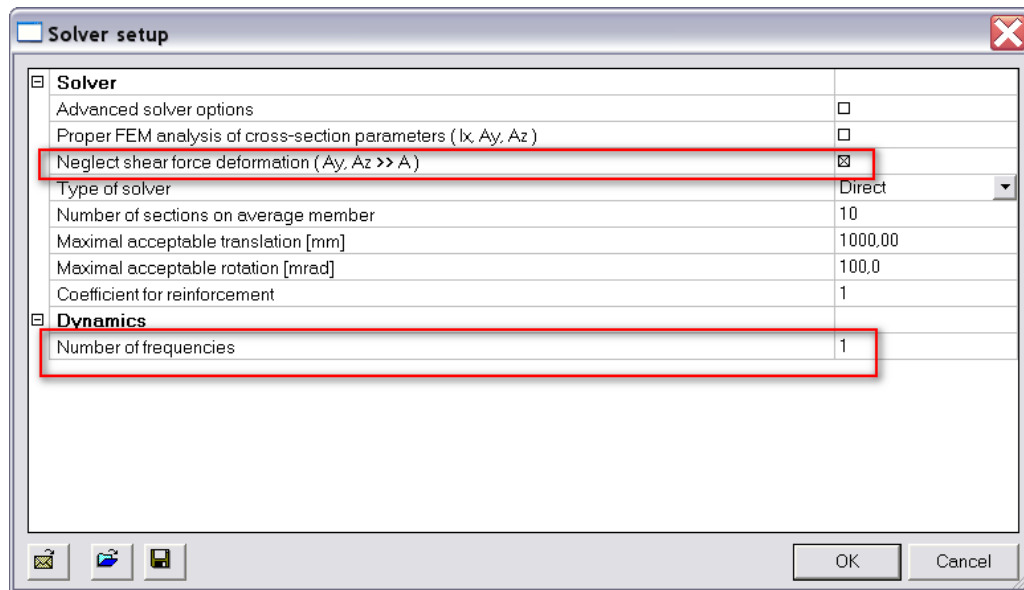 Solver setup
Solver
Advanced solver options
Proper FEM analysis of cross-section parameters ( Ix, Ay, Az )
Neglect shear force deformation ( Ay, Az >> A )
Type of solver Direct
Number of sections on average member 10
Maximal acceptable translation [mm] 1000,00
Maximal acceptable rotation [mrad] 100,0
Coefficient for reinforcement 1
Dynamics
Number of frequencies 1
OK Cancel